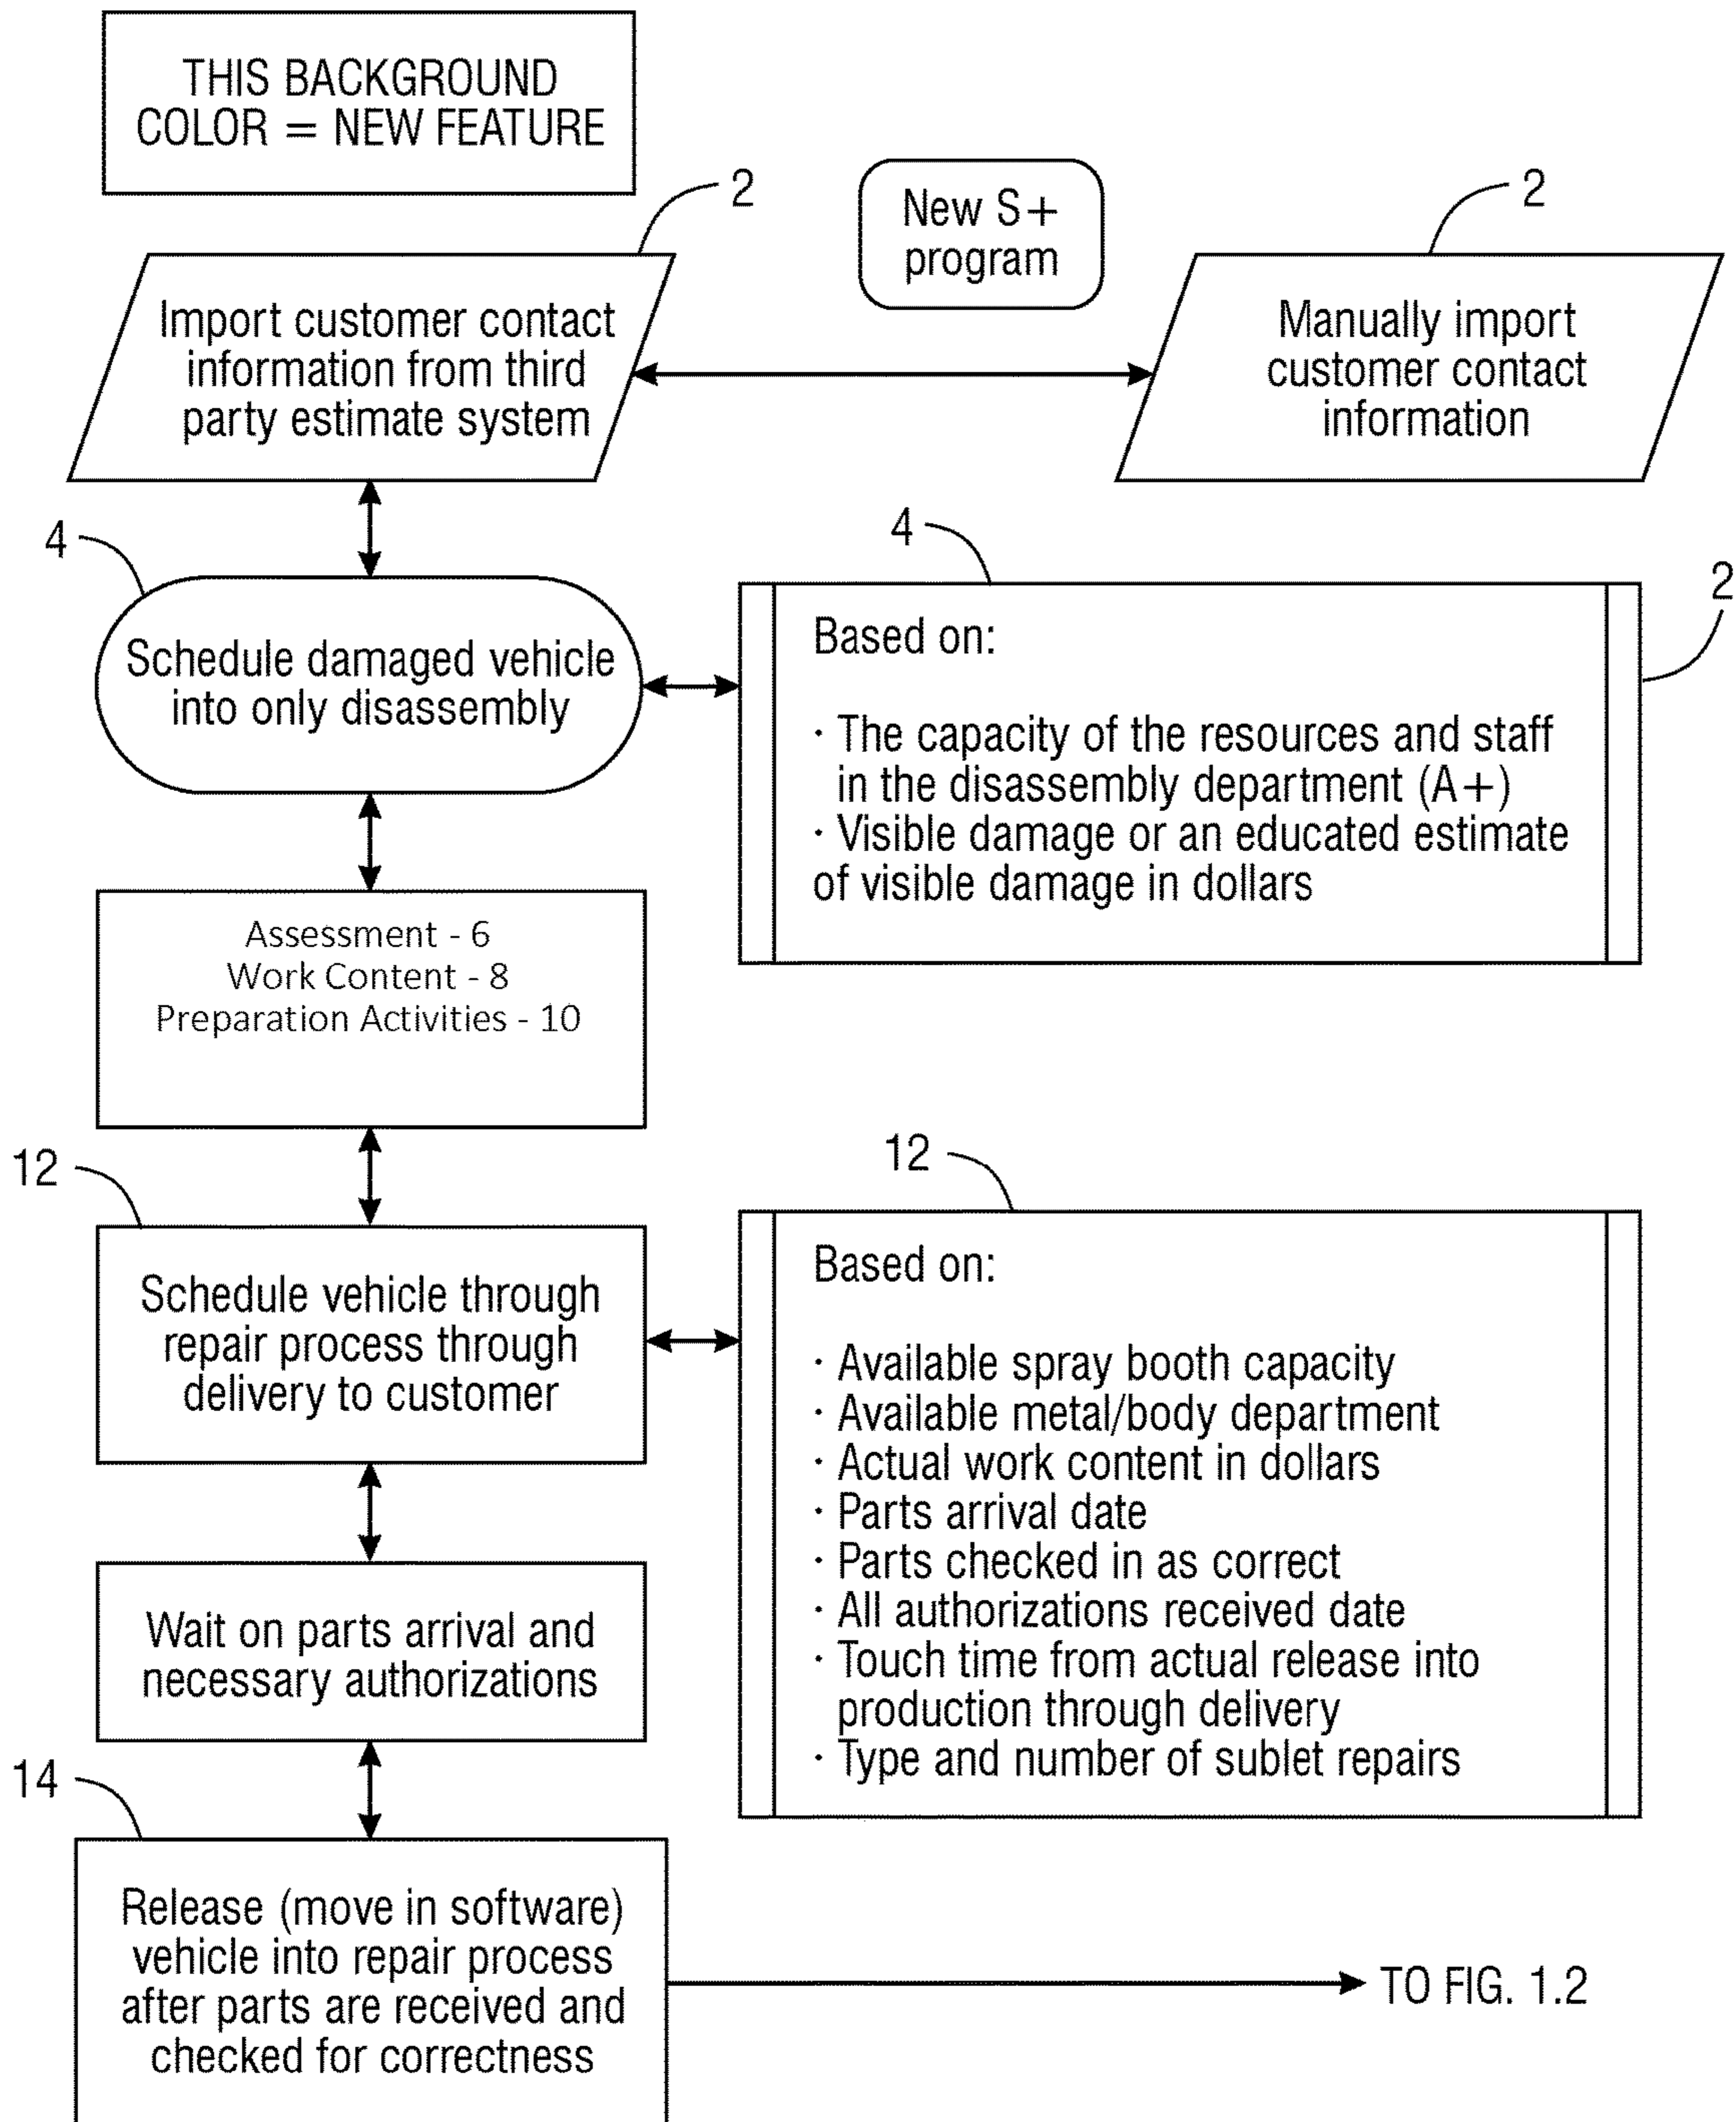 THIS BACKGROUND
COLOR = NEW FEATURE
2
New S+
program
2
Import customer contact
information from third
party estimate system
Manually import
customer contact
information
4
Schedule damaged vehicle
into only disassembly
4
2
Based on:
· The capacity of the resources and staff
in the disassembly department (A+)
· Visible damage or an educated estimate
of visible damage in dollars
Assessment - 6
Work Content - 8
Preparation Activities - 10
12
Schedule vehicle through
repair process through
delivery to customer
12
Based on:
· Available spray booth capacity
· Available metal/body department
· Actual work content in dollars
· Parts arrival date
· Parts checked in as correct
· All authorizations received date
· Touch time from actual release into
production through delivery
· Type and number of sublet repairs
Wait on parts arrival and
necessary authorizations
14
Release (move in software)
vehicle into repair process
after parts are received and
checked for correctness
TO FIG. 1.2